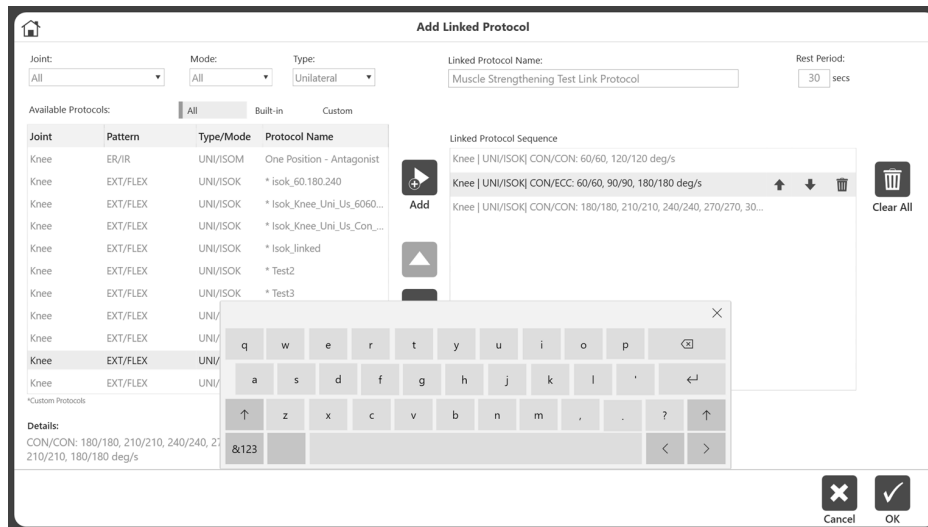 Add Linked Protocol
Joint: Mode: Type:
All All Unilateral
Linked Protocol Name: Rest Period:
Muscle Strengthening Test Link Protocol 30 secs
Available Protocols: All Built-in Custom
Joint Pattern Type/Mode Protocol Name
Knee ER/IR UNI/ISOM One Position - Antagonist
Knee EXT/FLEX UNI/ISOK * isok_60.180.240
Knee EXT/FLEX UNI/ISOK * Isok_Knee_Uni_Us_6060...
Knee EXT/FLEX UNI/ISOK * Isok_Knee_Uni_Us_Con_...
Knee EXT/FLEX UNI/ISOK * Isok_linked
Knee EXT/FLEX UNI/ISOK * Test2
Knee EXT/FLEX UNI/ISOK * Test3
Knee EXT/FLEX UNI/
Knee EXT/FLEX UNI/
Knee EXT/FLEX UNI/
Knee EXT/FLEX UNI/
*Custom Protocols
Details:
CON/CON: 180/180, 210/210, 240/240, 27
210/210, 180/180 deg/s
Add
Linked Protocol Sequence
Knee | UNI/ISOK| CON/CON: 60/60, 120/120 deg/s
Knee | UNI/ISOK| CON/ECC: 60/60, 90/90, 180/180 deg/s
Knee | UNI/ISOK| CON/CON: 180/180, 210/210, 240/240, 270/270, 30...
Clear All
q w e r t y u i o p
a s d f g h j k l '
z x c v b n m , . ?
&123 < >
Cancel OK